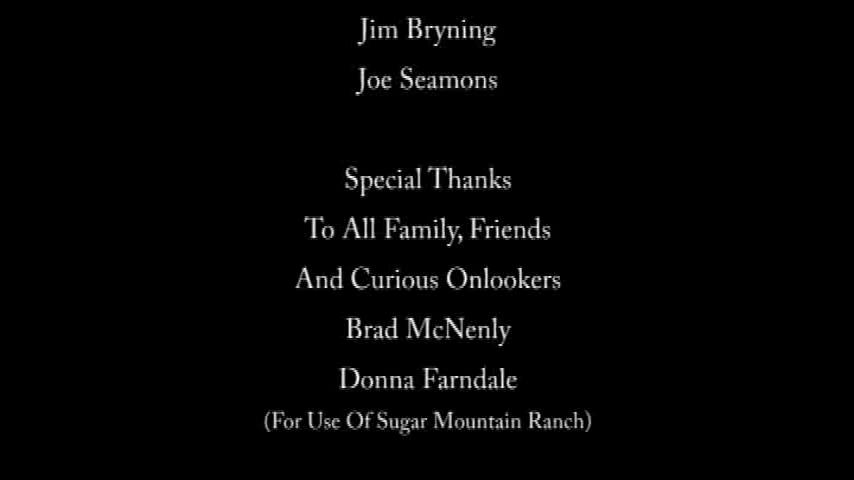 Jim Bryning
Joe Seamons
Special Thanks
To All Family, Friends
And Curious Onlookers
Brad McNenly
Donna Farndale
(For Use Of Sugar Mountain Ranch)